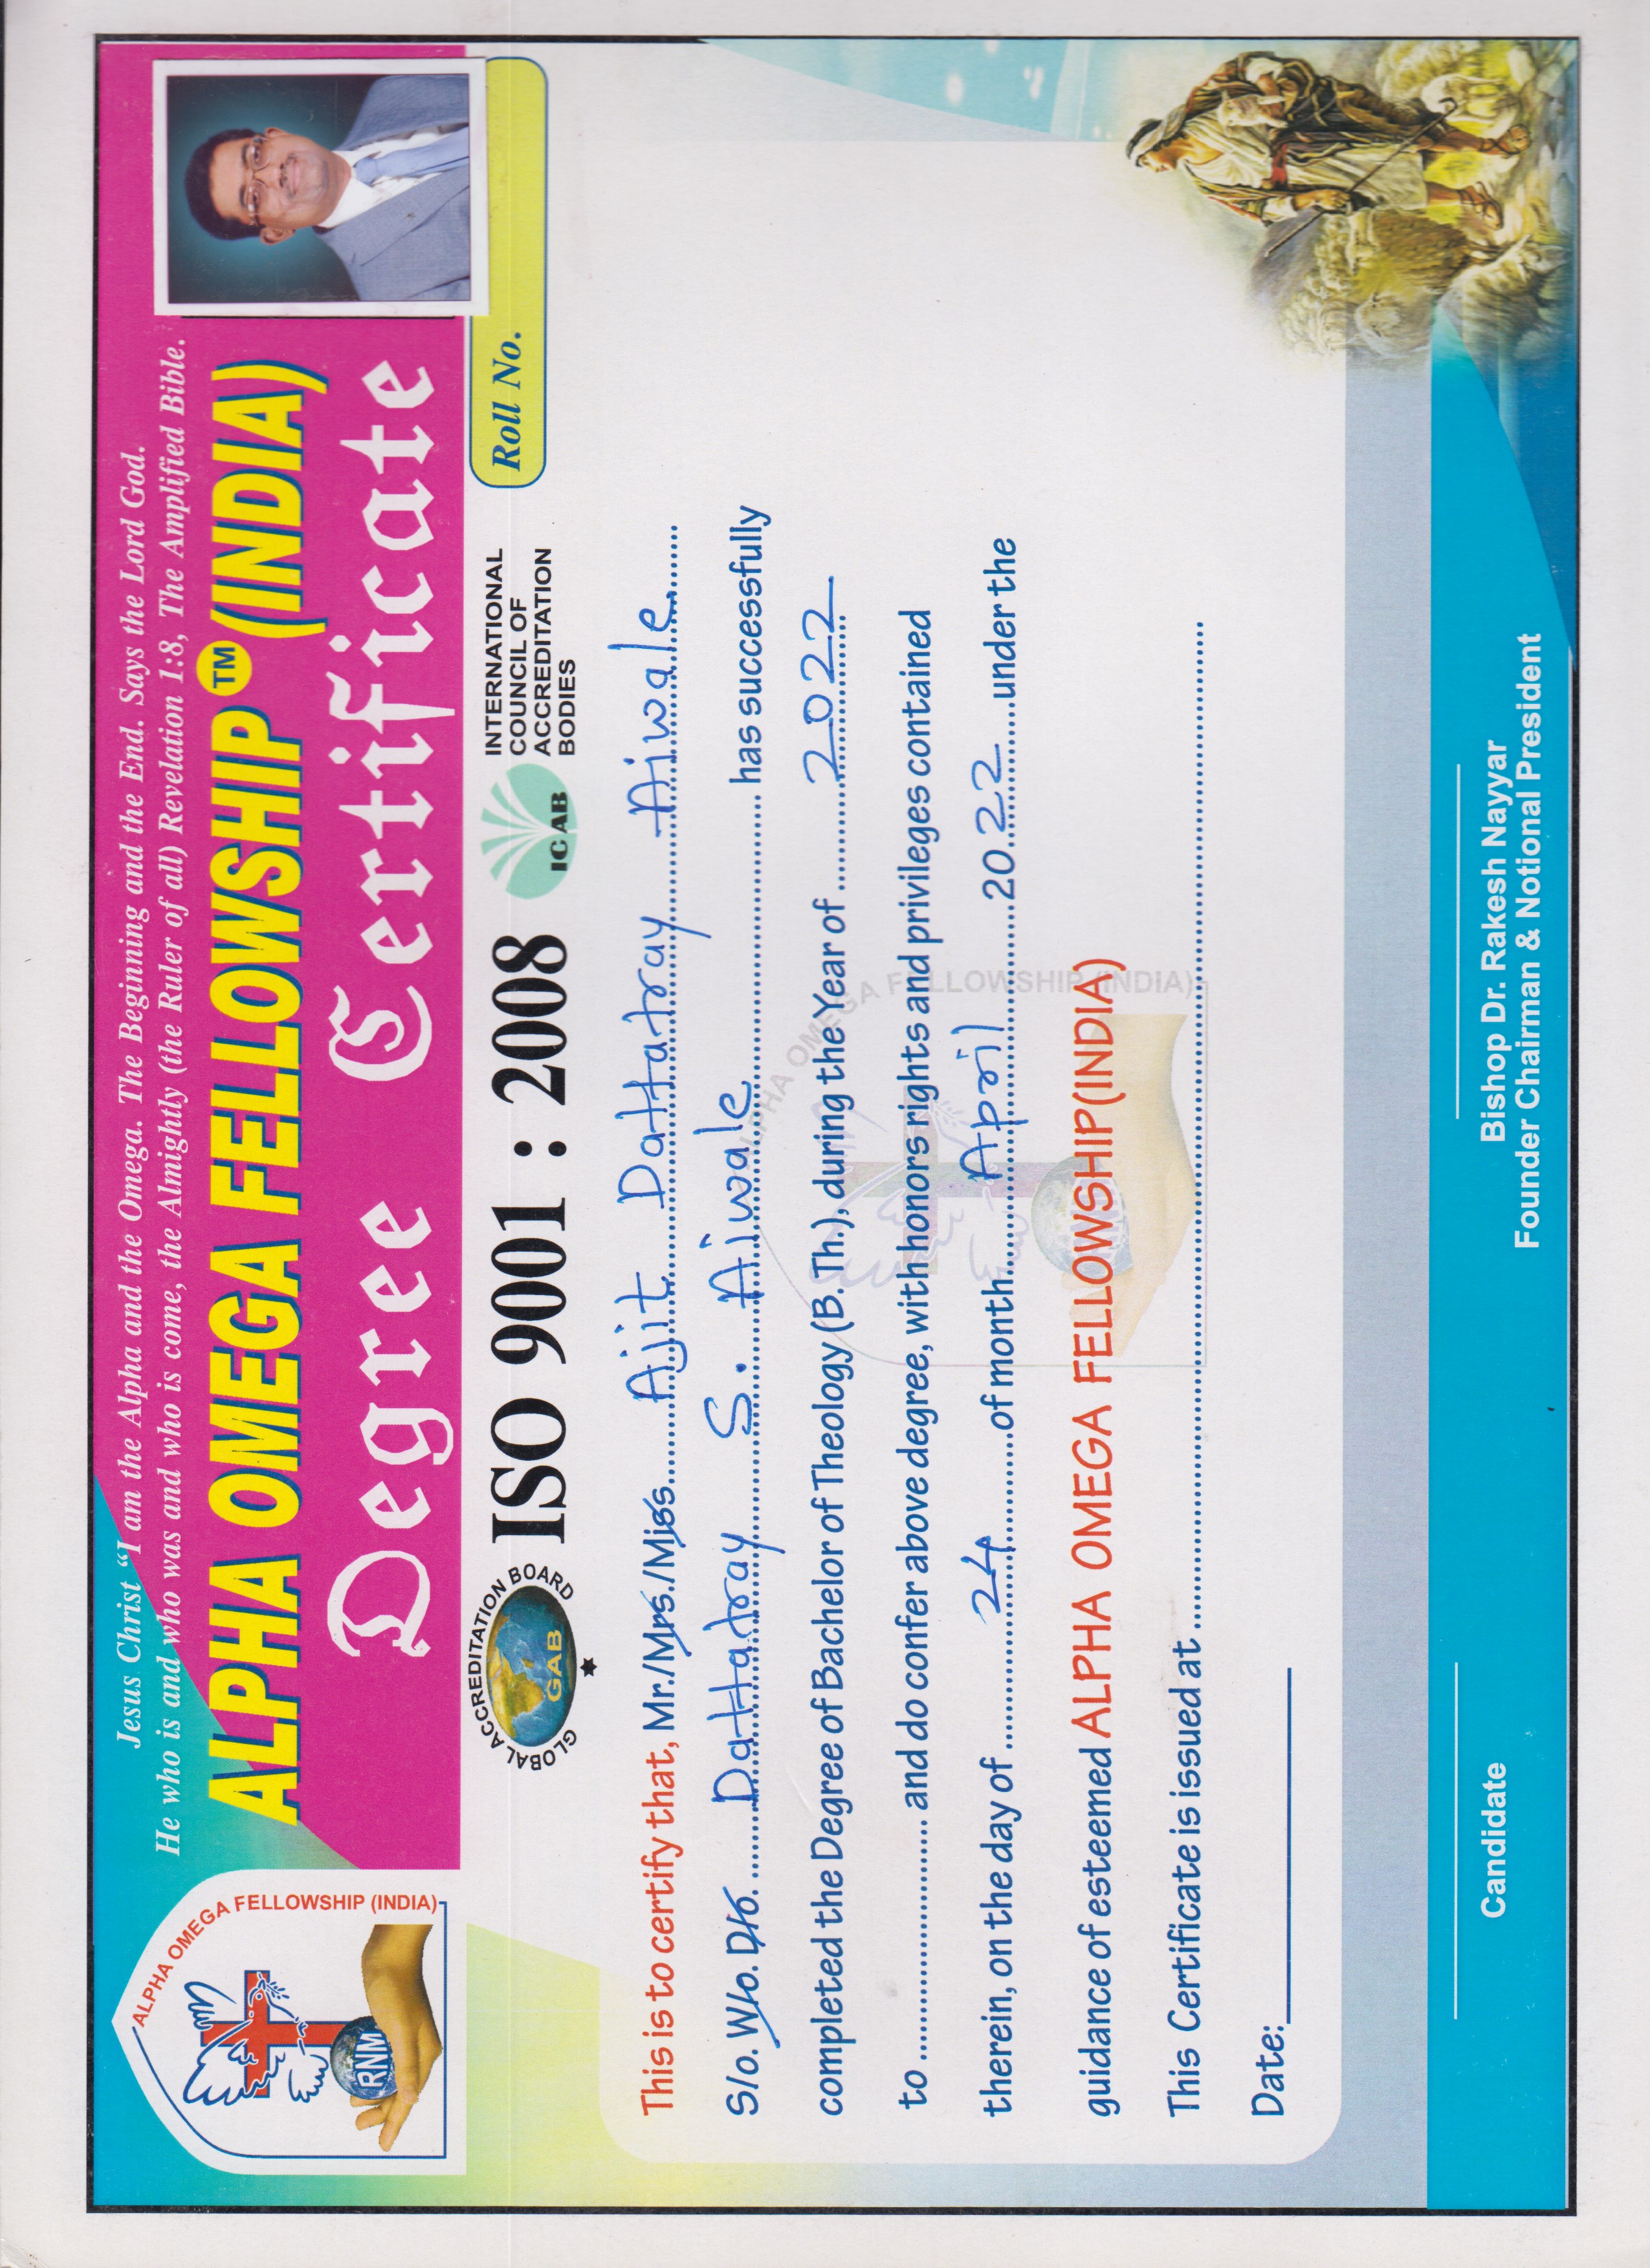 Jesus Christ “I am the Alpha and the Omega. The Beginning and the End. Says the Lord God.
He who is and who was and who is come, the Almightly (the Ruler of all) Revelation 1:8, The Amplified Bible.
ALPHA OMEGA FELLOWSHIP (INDIA)
RNM
ALPHA OMEGA FELLOWSHIP™(INDIA)
Degree Certificate
GLOBAL ACCREDITATION BOARD
GAB
ISO 9001 : 2008
ICAB
INTERNATIONAL
COUNCIL OF
ACCREDITATION
BODIES
Roll No.
This is to certify that, Mr./Mrs./Miss........Ajit Dattatray Aiwale.......
S/o. W/o. D/o. ........Dattatray S. Aiwale........ has successfully
completed the Degree of Bachelor of Theology (B. Th.), during the Year of ...........2022
to ......................... and do confer above degree, with honors rights and privileges contained
therein, on the day of .............24.............of month...........April...........20.22.....under the
guidance of esteemed ALPHA OMEGA FELLOWSHIP(INDIA)
This Certificate is issued at ........................................................
Date:____________
ALPHA OMEGA FELLOWSHIP (INDIA)
Candidate
Bishop Dr. Rakesh Nayyar
Founder Chairman & Notional President